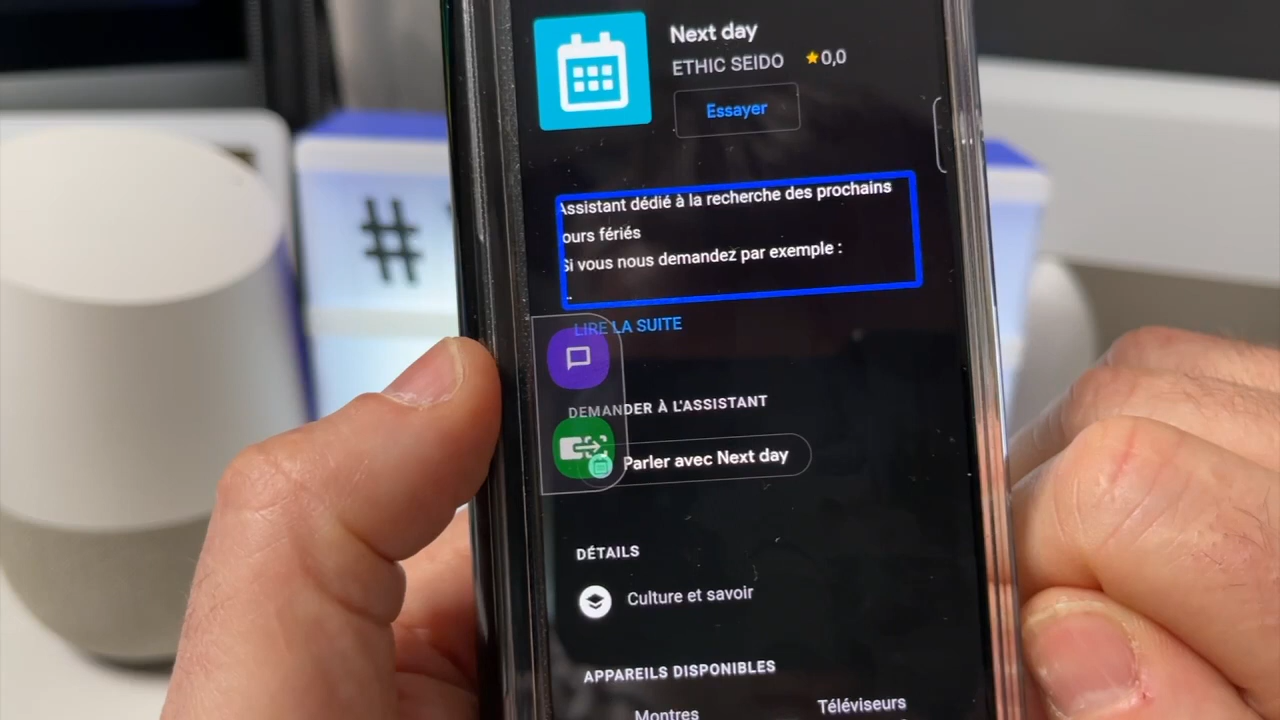 Next day
ETHIC SEIDO ★0,0
Essayer
#
Assistant dédié à la recherche des prochains
ours fériés
Si vous nous demandez par exemple :
LIRE LA SUITE
DEMANDER À L'ASSISTANT
Parler avec Next day
DÉTAILS
Culture et savoir
APPAREILS DISPONIBLES
Montres
Téléviseurs